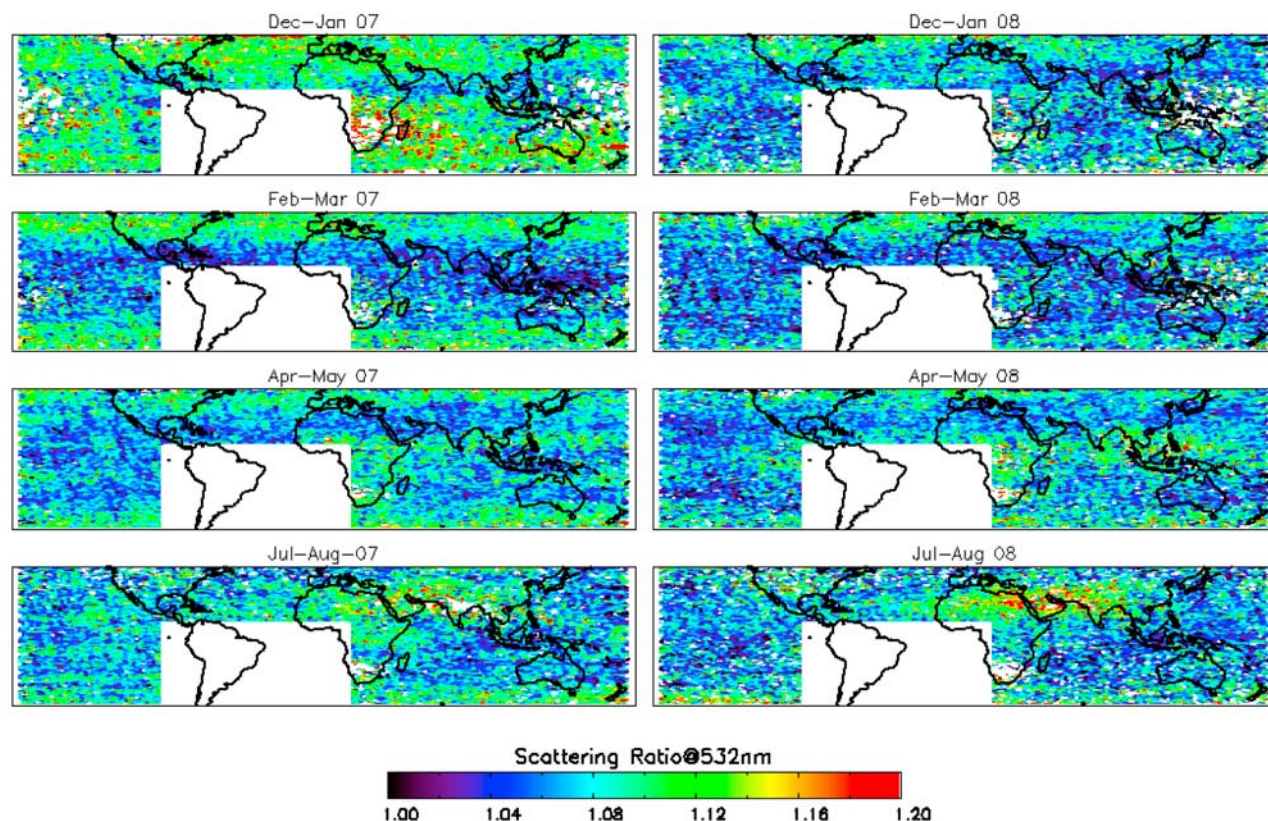 Dec-Jan 07
Dec-Jan 08
Feb-Mar 07
Feb-Mar 08
Apr-May 07
Apr-May 08
Jul-Aug-07
Jul-Aug 08
Scattering Ratio@532nm
1.00 1.04 1.08 1.12 1.16 1.20